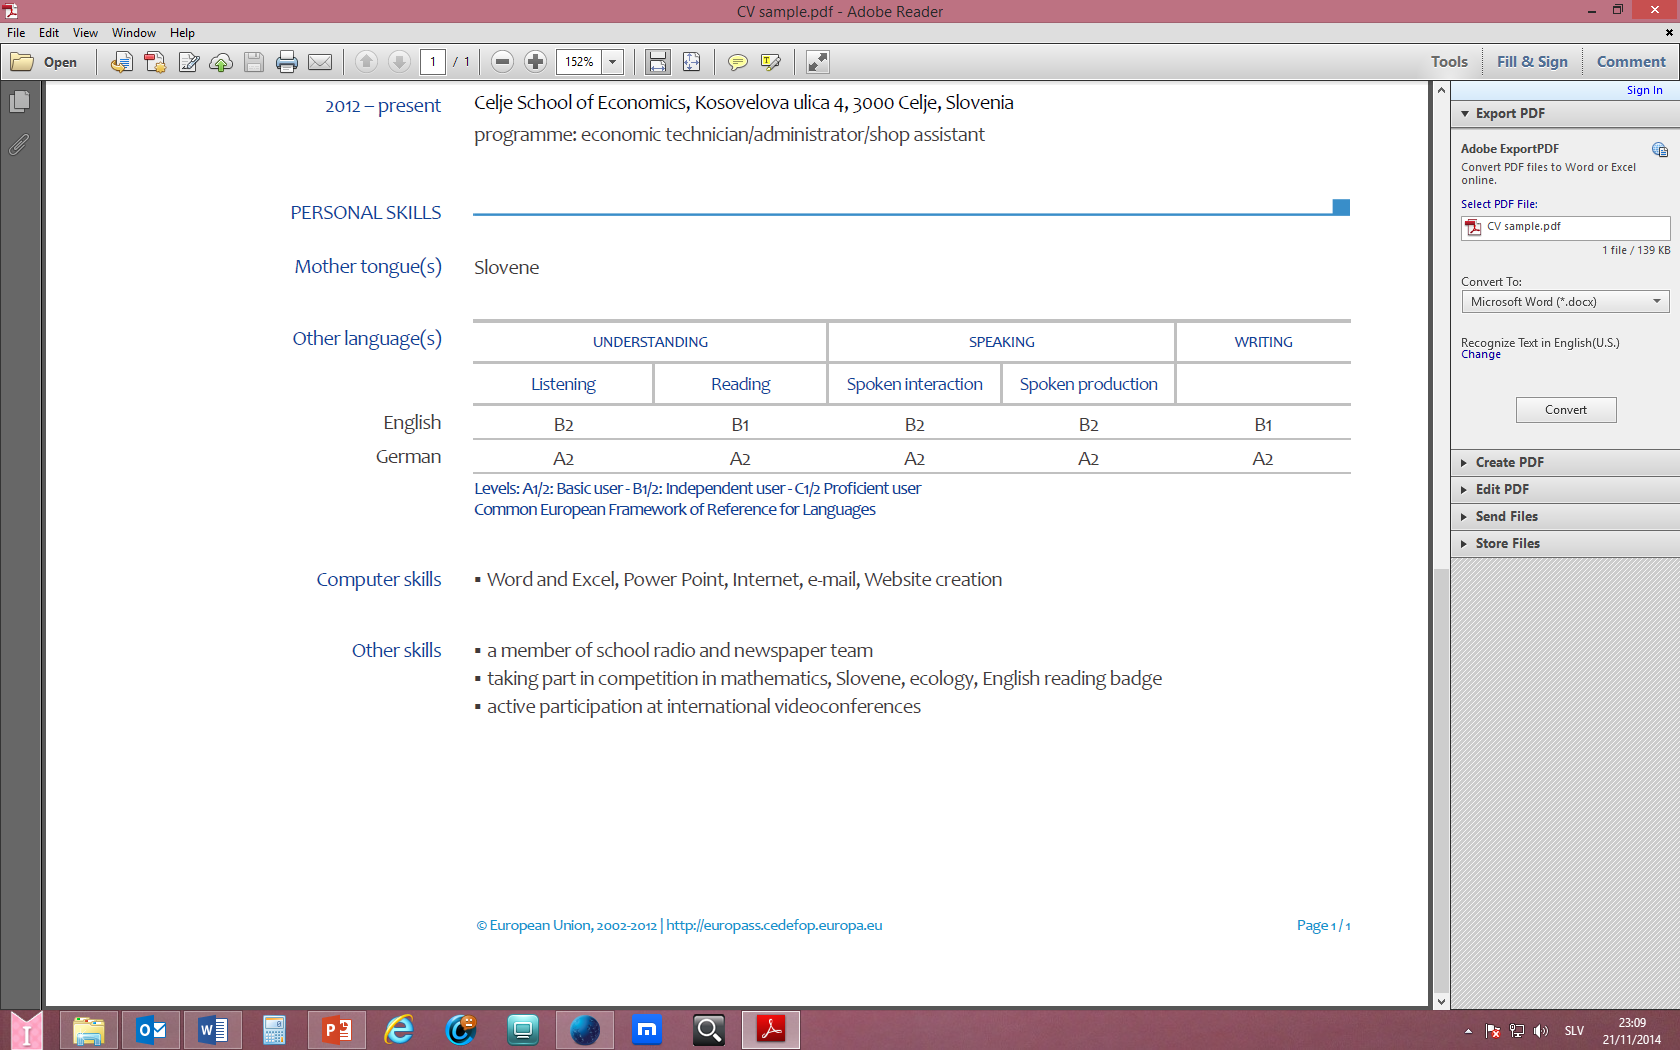 CV sample.pdf - Adobe Reader
File Edit View Window Help
Open 1 / 1 152% Tools Fill & Sign Comment
Sign In
Export PDF
Adobe ExportPDF
Convert PDF files to Word or Excel
online.
Select PDF File:
CV sample.pdf
1 file / 139 KB
Convert To:
Microsoft Word (*.docx)
Recognize Text in English(U.S.)
Change
Convert
Create PDF
Edit PDF
Send Files
Store Files
2012 – present Celje School of Economics, Kosovelova ulica 4, 3000 Celje, Slovenia
programme: economic technician/administrator/shop assistant
PERSONAL SKILLS
Mother tongue(s) Slovene
Other language(s) UNDERSTANDING SPEAKING WRITING
Listening Reading Spoken interaction Spoken production
English B2 B1 B2 B2 B1
German A2 A2 A2 A2 A2
Levels: A1/2: Basic user - B1/2: Independent user - C1/2 Proficient user
Common European Framework of Reference for Languages
Computer skills ▪ Word and Excel, Power Point, Internet, e-mail, Website creation
Other skills ▪ a member of school radio and newspaper team
▪ taking part in competition in mathematics, Slovene, ecology, English reading badge
▪ active participation at international videoconferences
© European Union, 2002-2012 | http://europass.cedefop.europa.eu Page 1 / 1
SLV
23:09
21/11/2014